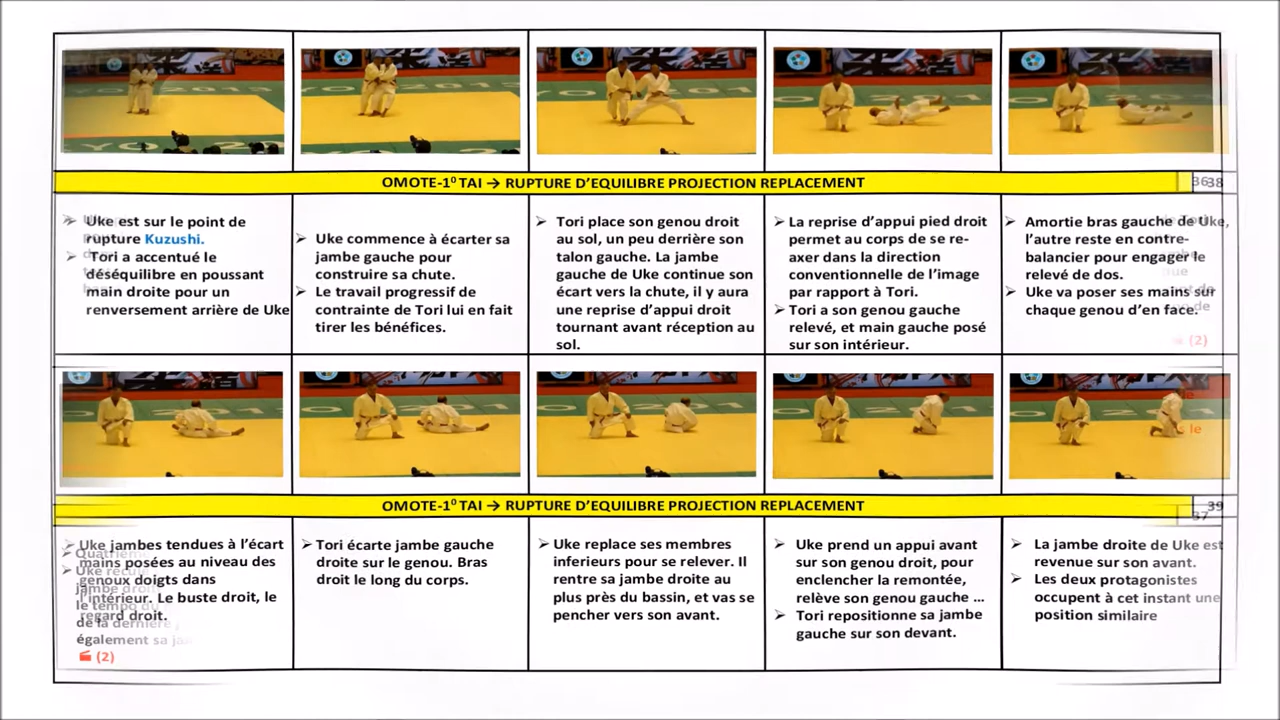 OMOTE-1⁰ TAI → RUPTURE D'EQUILIBRE PROJECTION REPLACEMENT
38
➢ Uke est sur le point de
rupture Kuzushi.
➢ Tori a accentué le
déséquilibre en poussant
main droite pour un
renversement arrière de Uke
➢ Uke commence à écarter sa
jambe gauche pour
construire sa chute.
➢ Le travail progressif de
contrainte de Tori lui en fait
tirer les bénéfices.
➢ Tori place son genou droit
au sol, un peu derrière son
talon gauche. La jambe
gauche de Uke continue son
écart vers la chute, il y aura
une reprise d'appui droit
tournant avant réception au
sol.
➢ La reprise d'appui pied droit
permet au corps de se re-
axer dans la direction
conventionnelle de l'image
par rapport à Tori.
➢ Tori a son genou gauche
relevé, et main gauche posé
sur son intérieur.
➢ Amortie bras gauche de Uke,
l'autre reste en contre-
balancier pour engager le
relevé de dos.
➢ Uke va poser ses mains sur
chaque genou d'en face.
(2)
OMOTE-1⁰ TAI → RUPTURE D'EQUILIBRE PROJECTION REPLACEMENT
39
37
➢ Uke jambes tendues à l'écart
mains posées au niveau des
genoux doigts dans
l'intérieur. Le buste droit, le
regard droit.
également sa
(2)
➢ Tori écarte jambe gauche
droite sur le genou. Bras
droit le long du corps.
➢ Uke replace ses membres
inferieurs pour se relever. Il
rentre sa jambe droite au
plus près du bassin, et vas se
pencher vers son avant.
➢ Uke prend un appui avant
sur son genou droit, pour
enclencher la remontée,
relève son genou gauche ...
➢ Tori repositionne sa jambe
gauche sur son devant.
➢ La jambe droite de Uke est
revenue sur son avant.
➢ Les deux protagonistes
occupent à cet instant une
position similaire